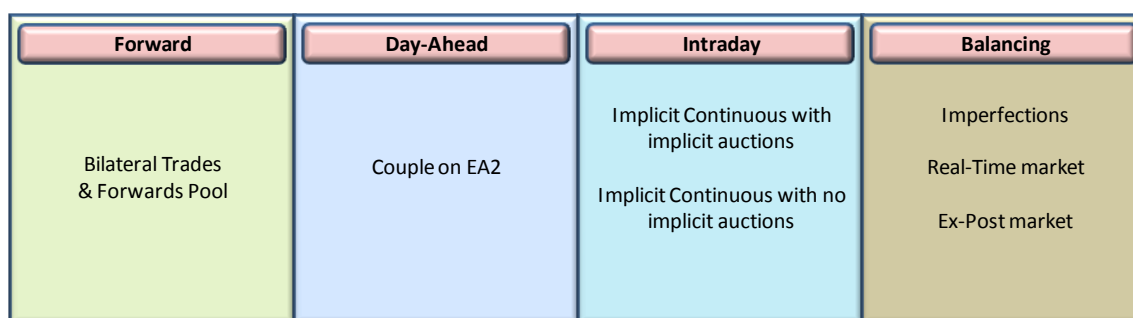 Forward
Day-Ahead
Intraday
Balancing
Bilateral Trades
& Forwards Pool
Couple on EA2
Implicit Continuous with
implicit auctions
Implicit Continuous with no
implicit auctions
Imperfections
Real-Time market
Ex-Post market